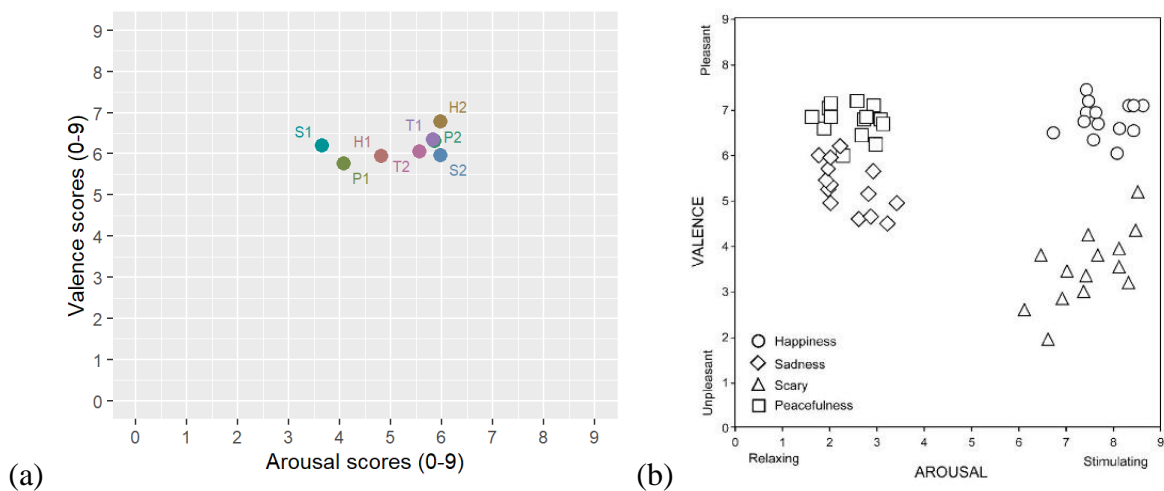 Valence scores (0-9)
9
8
7
6
5
4
3
2
1
0
H2
T1
P2
S1
H1
T2
S2
P1
0 1 2 3 4 5 6 7 8 9
Arousal scores (0-9)
(a)
Pleasant
VALENCE
Unpleasant
9
8
7
6
5
4
3
2
1
0
Happiness
Sadness
Scary
Peacefulness
0 1 2 3 4 5 6 7 8 9
Relaxing
Stimulating
AROUSAL
(b)